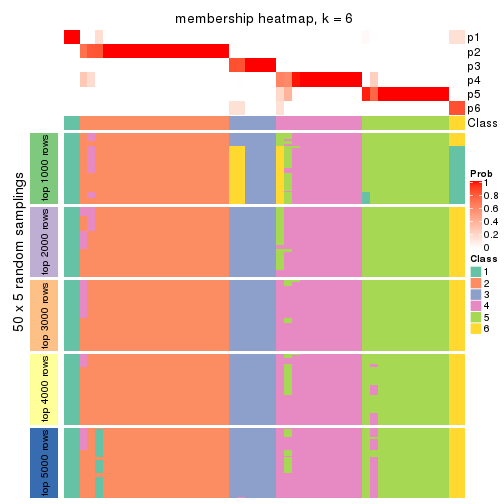 membership heatmap, k = 6
p1
p2
p3
p4
p5
p6
Class
50 x 5 random samplings
top 1000 rows
top 2000 rows
top 3000 rows
top 4000 rows
top 5000 rows
Prob
1
0.8
0.6
0.4
0.2
0
Class
1
2
3
4
5
6